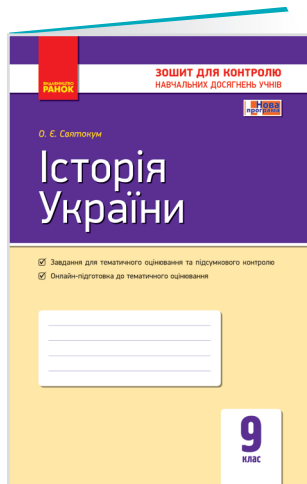 ВИДАВНИЦТВО
РАНОК
ЗОШИТ ДЛЯ КОНТРОЛЮ
НАВЧАЛЬНИХ ДОСЯГНЕНЬ УЧНІВ
Нова
програма
О. Є. Святокум
Історія
України
Завдання для тематичного оцінювання та підсумкового контролю
Онлайн-підготовка до тематичного оцінювання
9
клас